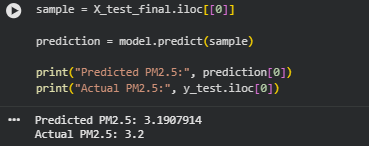 sample = X_test_final.iloc[[0]]
prediction = model.predict(sample)
print("Predicted PM2.5:", prediction[0])
print("Actual PM2.5:", y_test.iloc[0])
Predicted PM2.5: 3.1907914
Actual PM2.5: 3.2